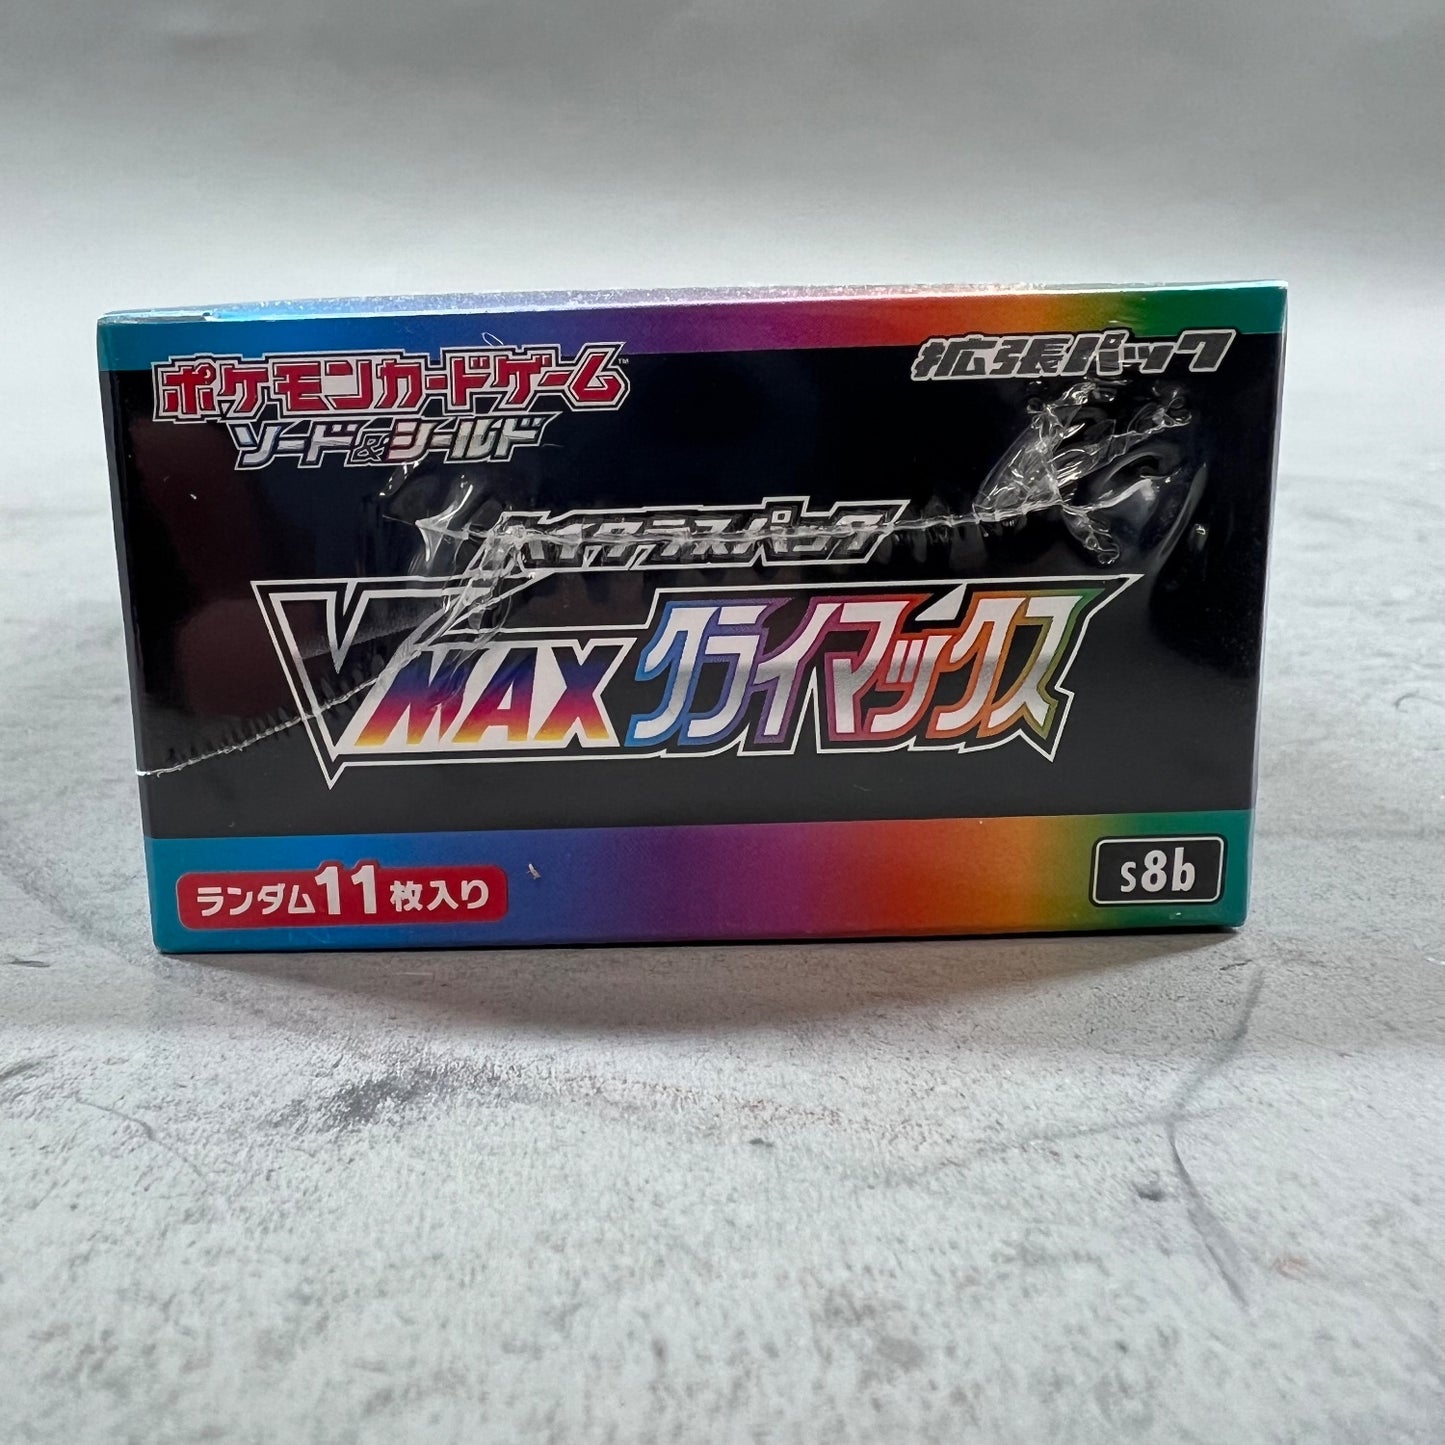 ポケモンカードゲーム™
ソード&シールド
拡張パック
ハイクラスパック
VMAXクライマックス
ランダム11枚入り
s8b